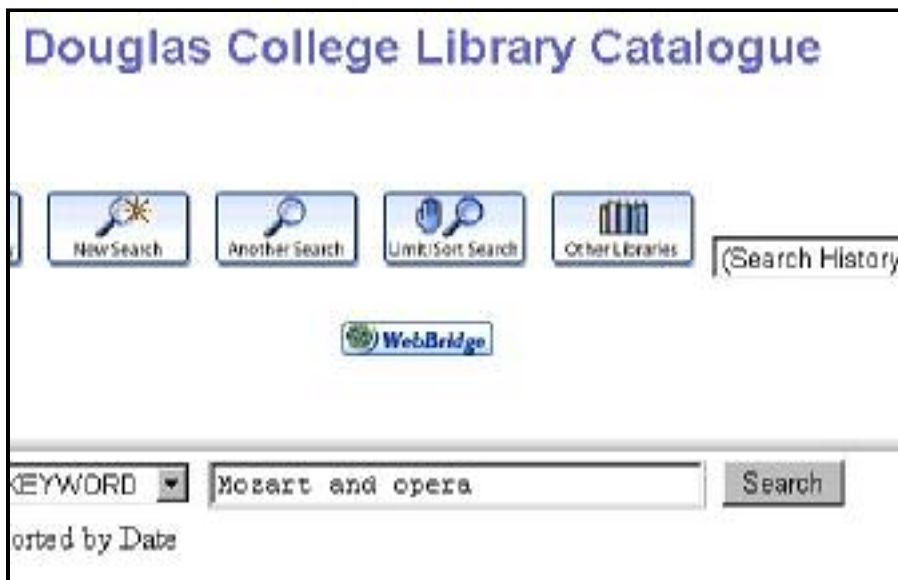 Douglas College Library Catalogue
New Search Another Search Limit/Sort Search Other Libraries (Search History
WebBridge
KEYWORD Mozart and opera Search
orted by Date